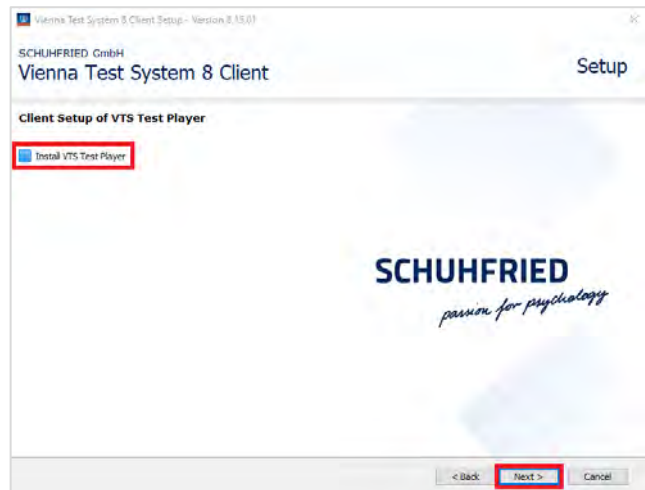 Vienna Test System 8 Client Setup - Version 8.15.01
SCHUHFRIED GmbH
Vienna Test System 8 Client
Setup
Client Setup of VTS Test Player
Install VTS Test Player
SCHUHFRIED
passion for psychology
< Back
Next >
Cancel